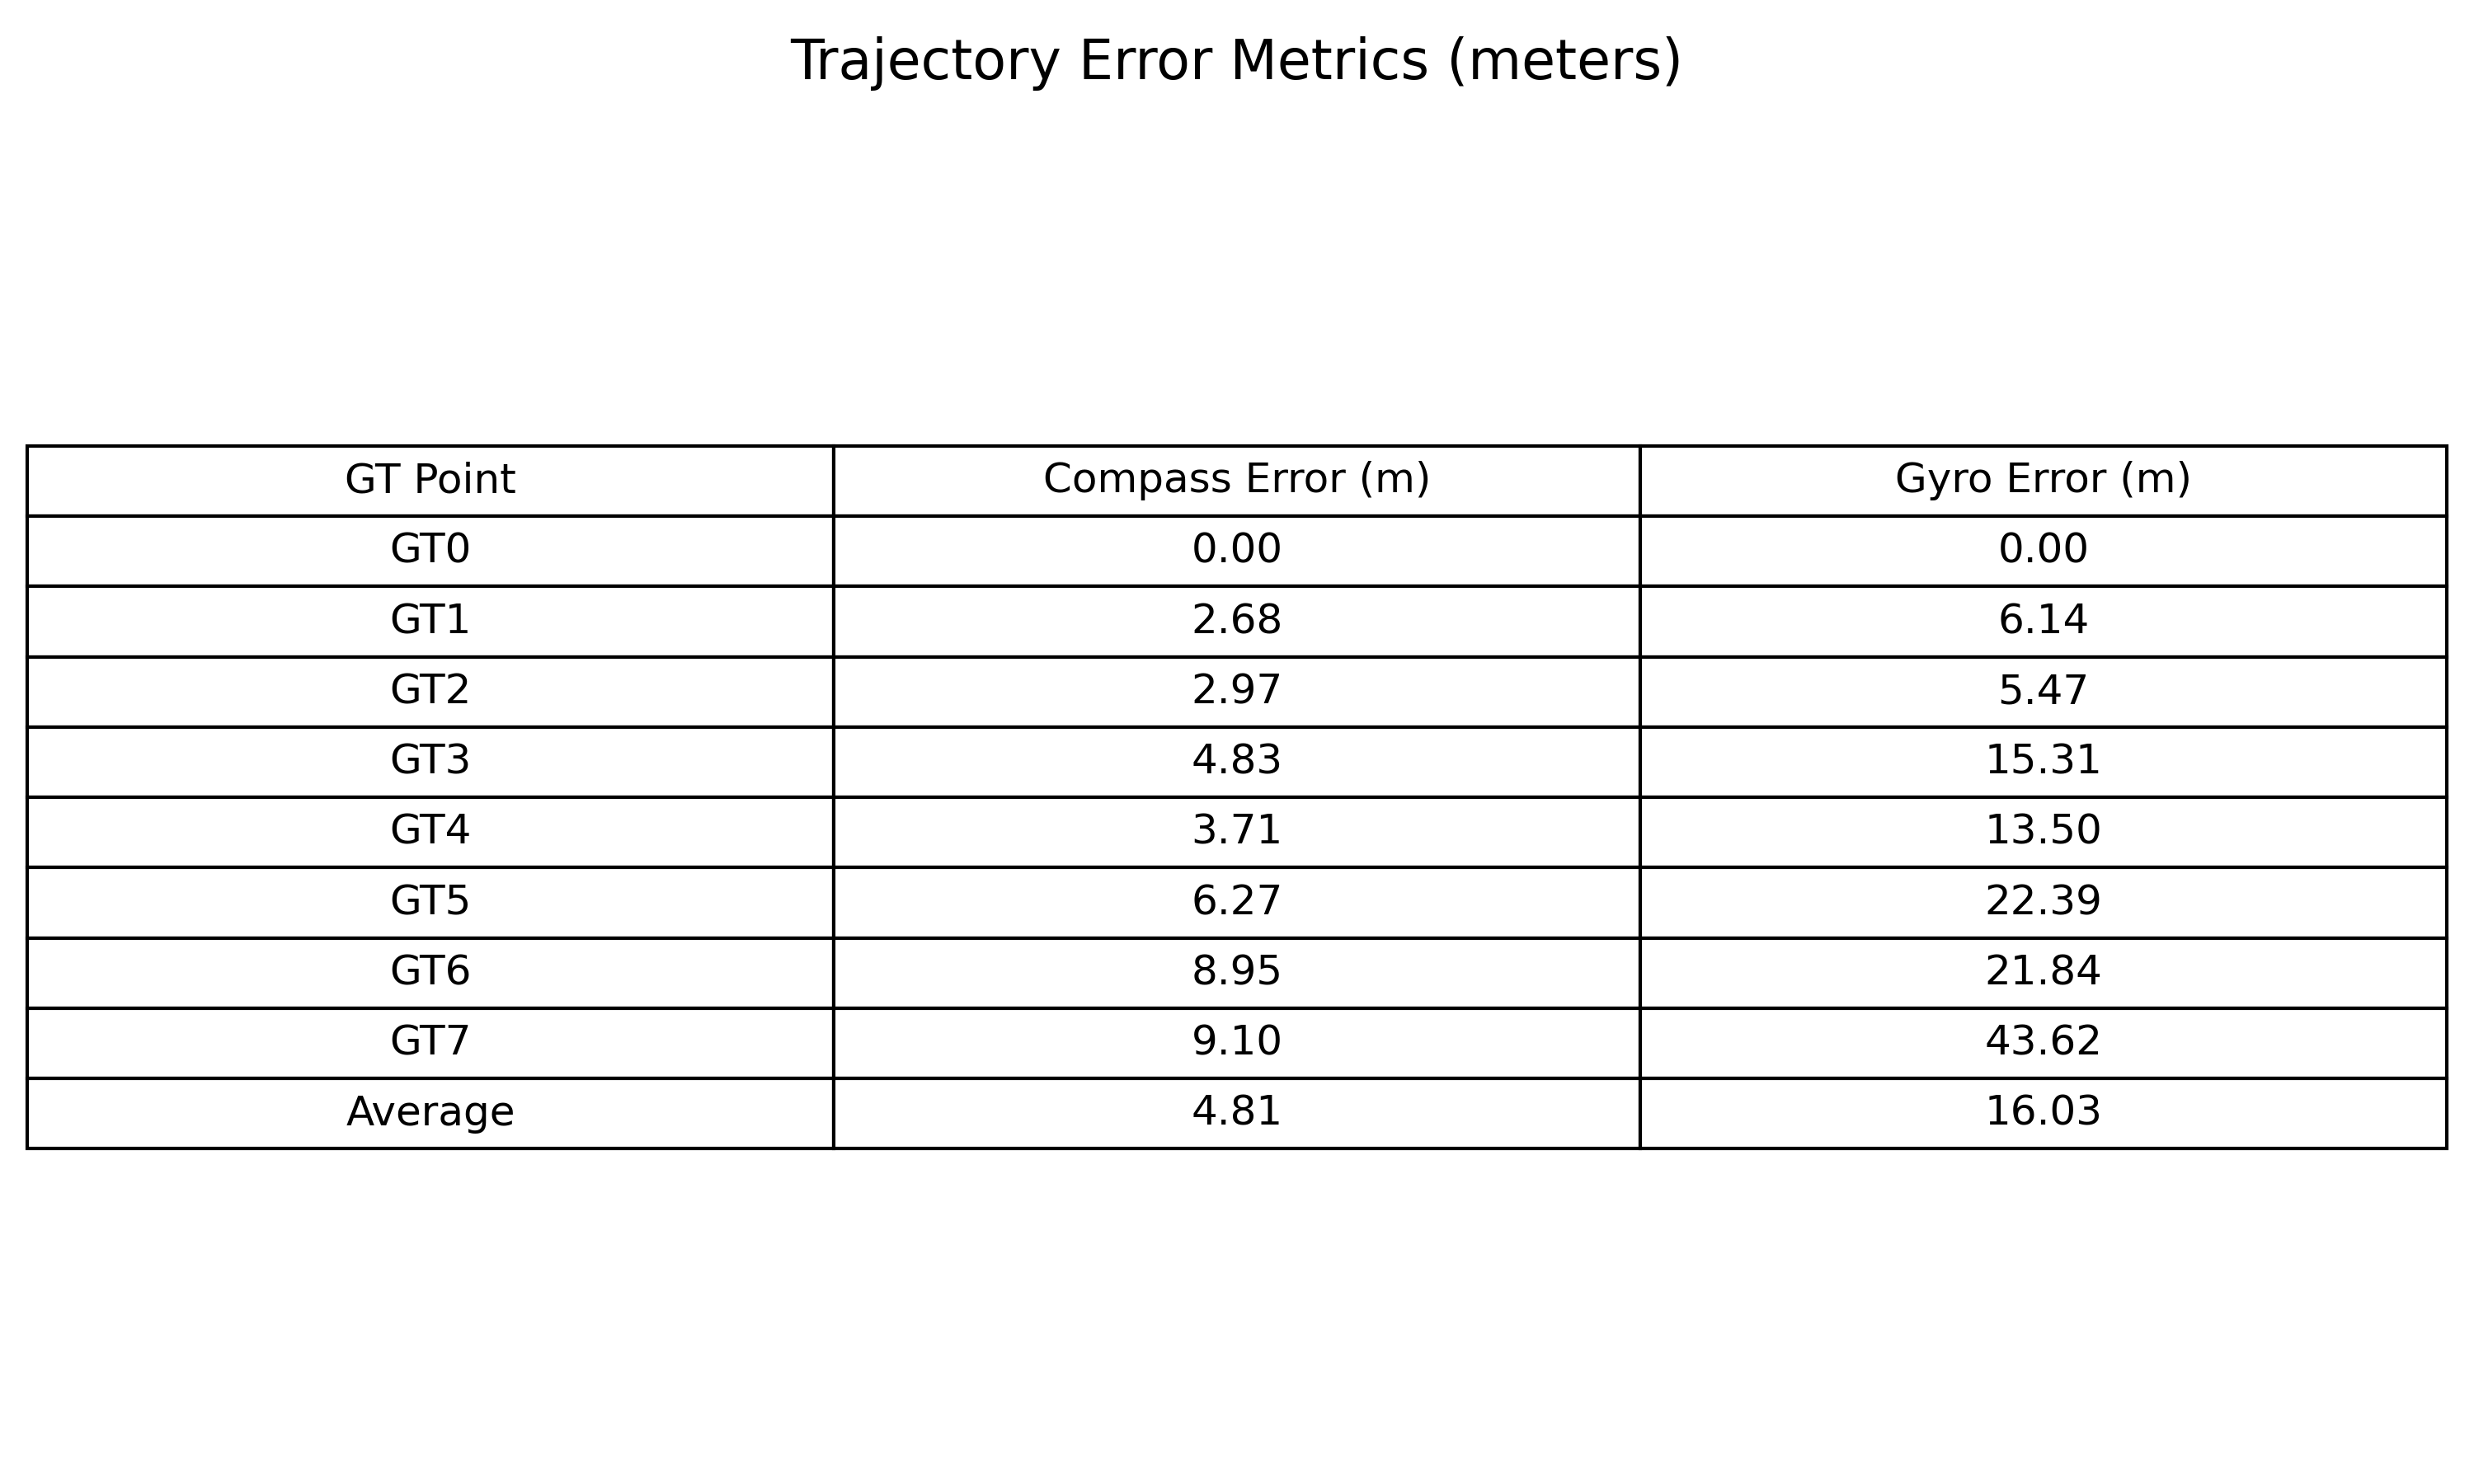 Trajectory Error Metrics (meters)
GT Point Compass Error (m) Gyro Error (m)
GT0 0.00 0.00
GT1 2.68 6.14
GT2 2.97 5.47
GT3 4.83 15.31
GT4 3.71 13.50
GT5 6.27 22.39
GT6 8.95 21.84
GT7 9.10 43.62
Average 4.81 16.03